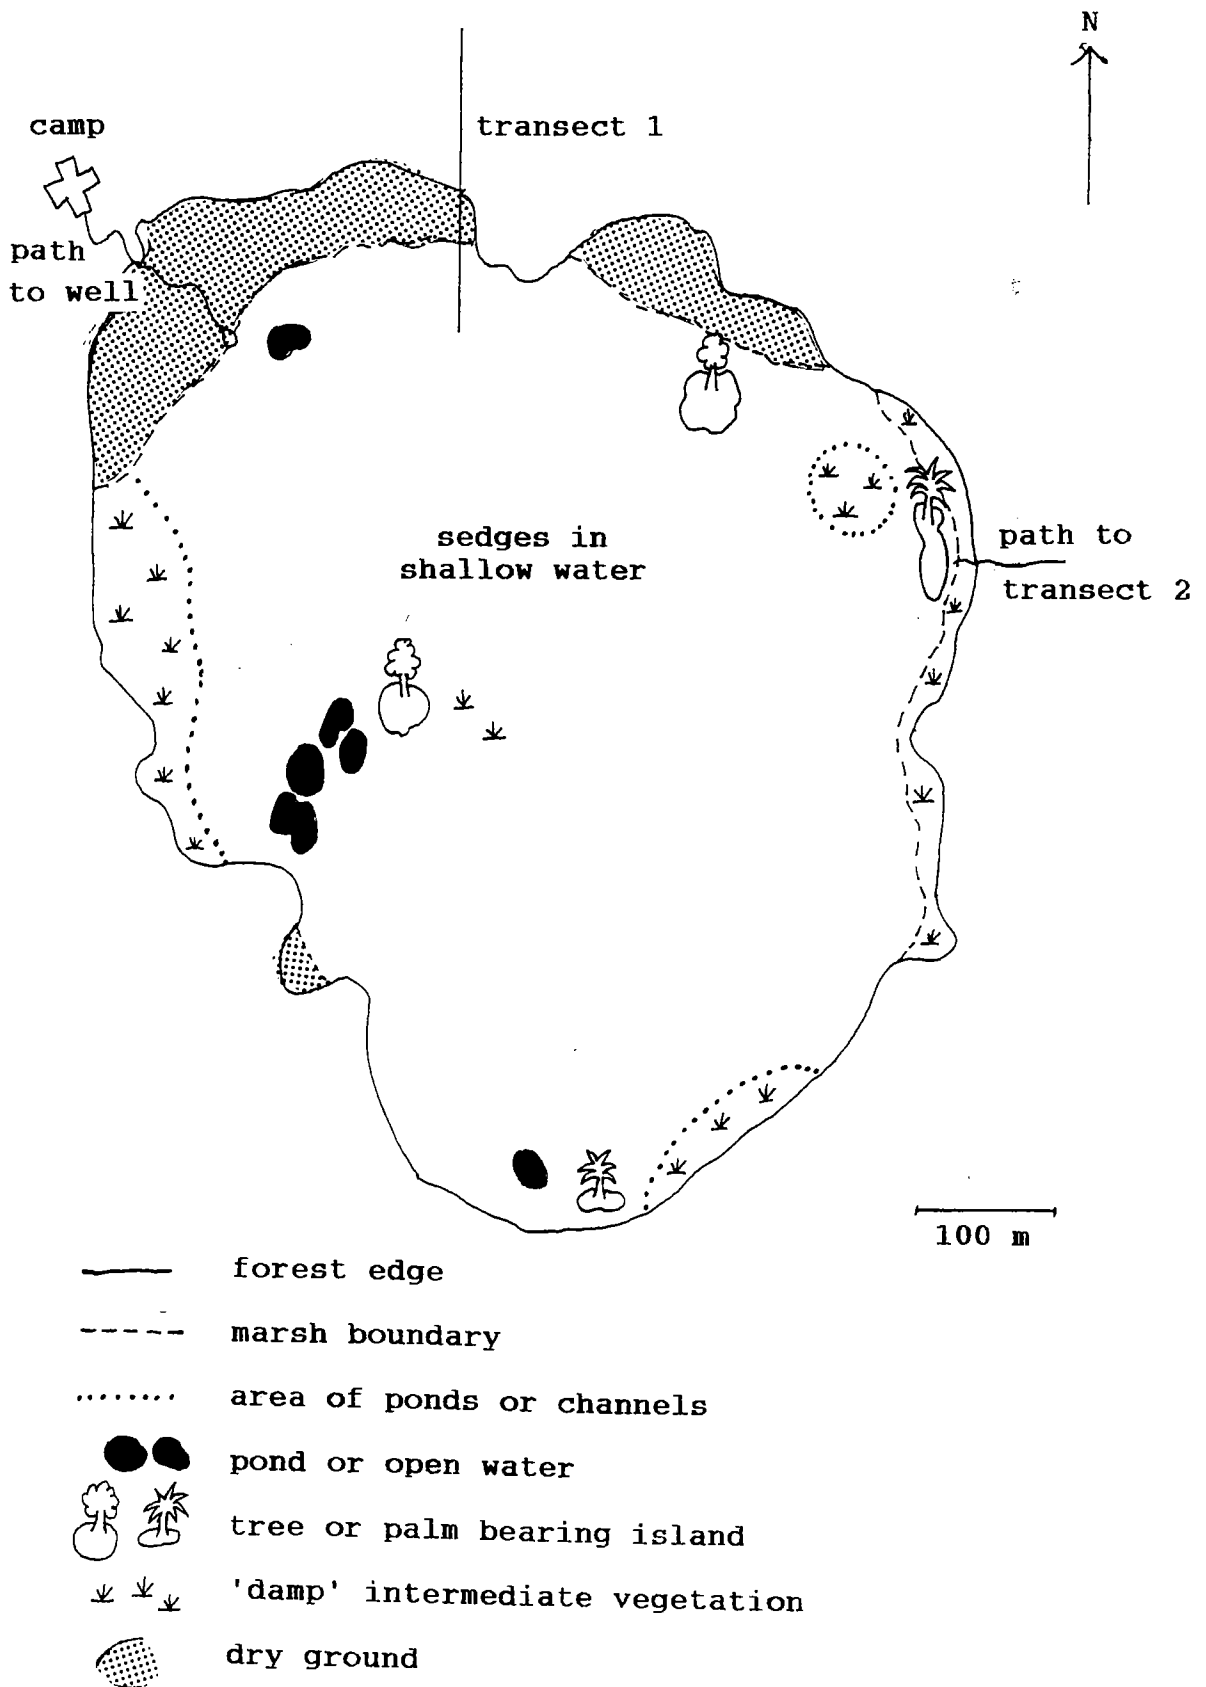 N
camp
transect 1
path
to well
sedges in
shallow water
path to
transect 2
100 m
forest edge
marsh boundary
area of ponds or channels
pond or open water
tree or palm bearing island
'damp' intermediate vegetation
dry ground